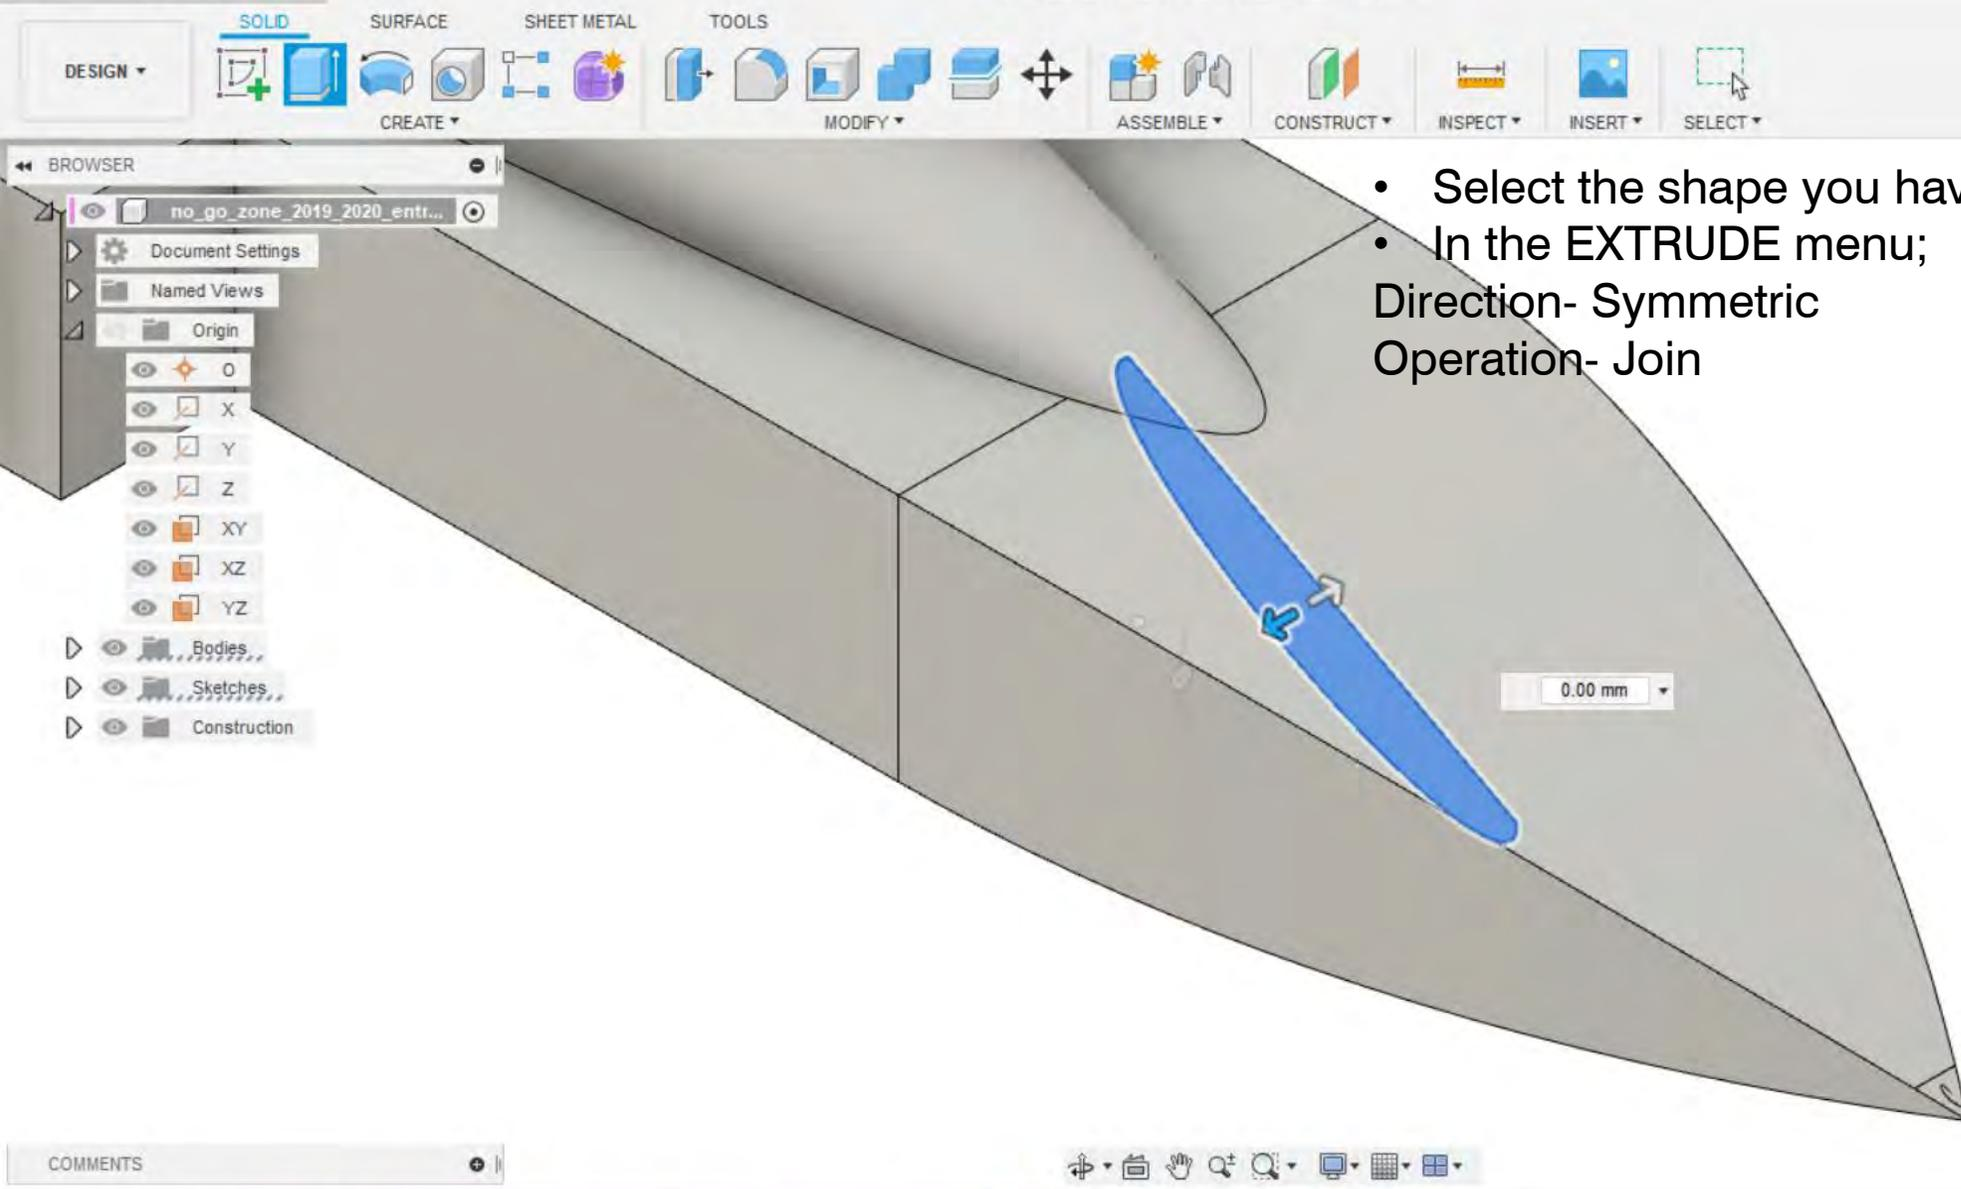 SOLID SURFACE SHEET METAL TOOLS
DESIGN
CREATE MODIFY ASSEMBLE CONSTRUCT INSPECT INSERT SELECT
BROWSER
no_go_zone_2019_2020_entr...
Document Settings
Named Views
Origin
O
X
Y
Z
XY
XZ
YZ
Bodies
Sketches
Construction
• Select the shape you hav
• In the EXTRUDE menu;
Direction- Symmetric
Operation- Join
0.00 mm
COMMENTS